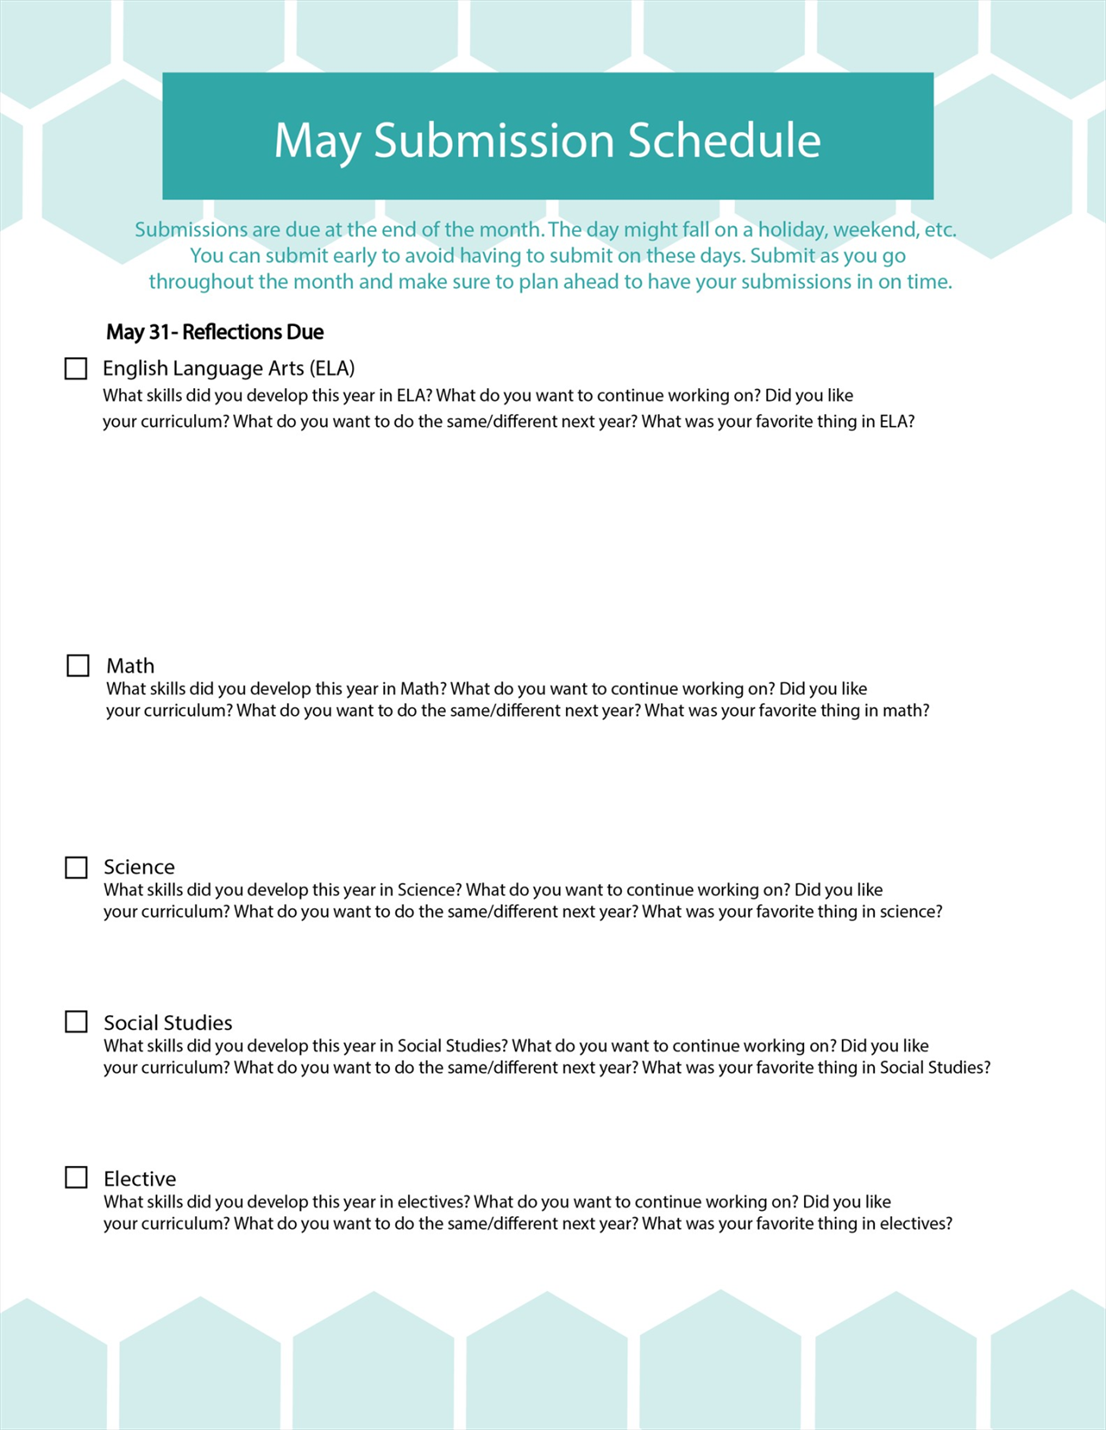 May Submission Schedule
Submissions are due at the end of the month. The day might fall on a holiday, weekend, etc.
You can submit early to avoid having to submit on these days. Submit as you go
throughout the month and make sure to plan ahead to have your submissions in on time.
May 31- Reflections Due
English Language Arts (ELA)
What skills did you develop this year in ELA? What do you want to continue working on? Did you like
your curriculum? What do you want to do the same/different next year? What was your favorite thing in ELA?
Math
What skills did you develop this year in Math? What do you want to continue working on? Did you like
your curriculum? What do you want to do the same/different next year? What was your favorite thing in math?
Science
What skills did you develop this year in Science? What do you want to continue working on? Did you like
your curriculum? What do you want to do the same/different next year? What was your favorite thing in science?
Social Studies
What skills did you develop this year in Social Studies? What do you want to continue working on? Did you like
your curriculum? What do you want to do the same/different next year? What was your favorite thing in Social Studies?
Elective
What skills did you develop this year in electives? What do you want to continue working on? Did you like
your curriculum? What do you want to do the same/different next year? What was your favorite thing in electives?